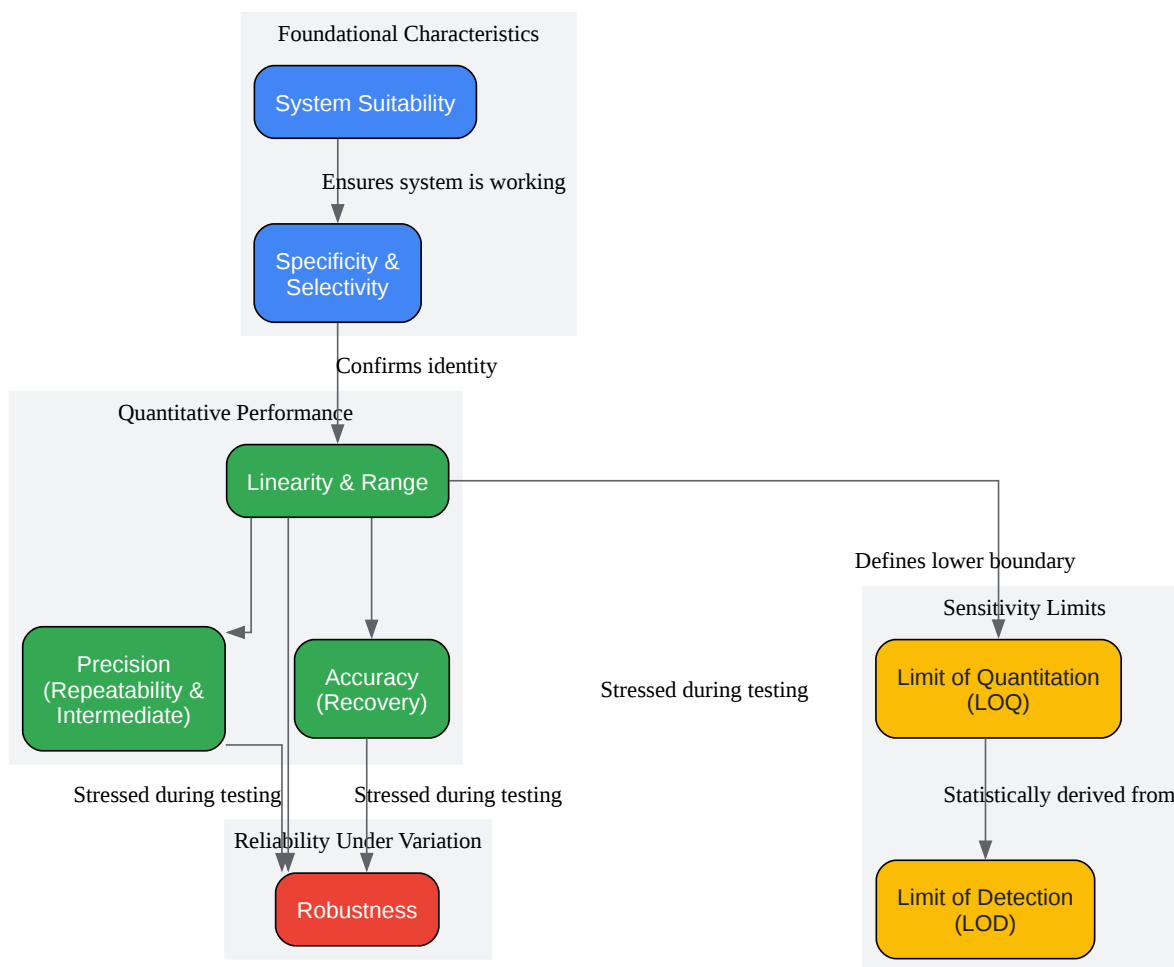 Foundational Characteristics
System Suitability
Ensures system is working
Specificity &
Selectivity
Confirms identity
Quantitative Performance
Linearity & Range
Defines lower boundary
Sensitivity Limits
Precision
(Repeatability &
Intermediate)
Accuracy
(Recovery)
Stressed during testing
Limit of Quantitation
(LOQ)
Stressed during testing
Stressed during testing
Statistically derived from
Reliability Under Variation
Robustness
Limit of Detection
(LOD)